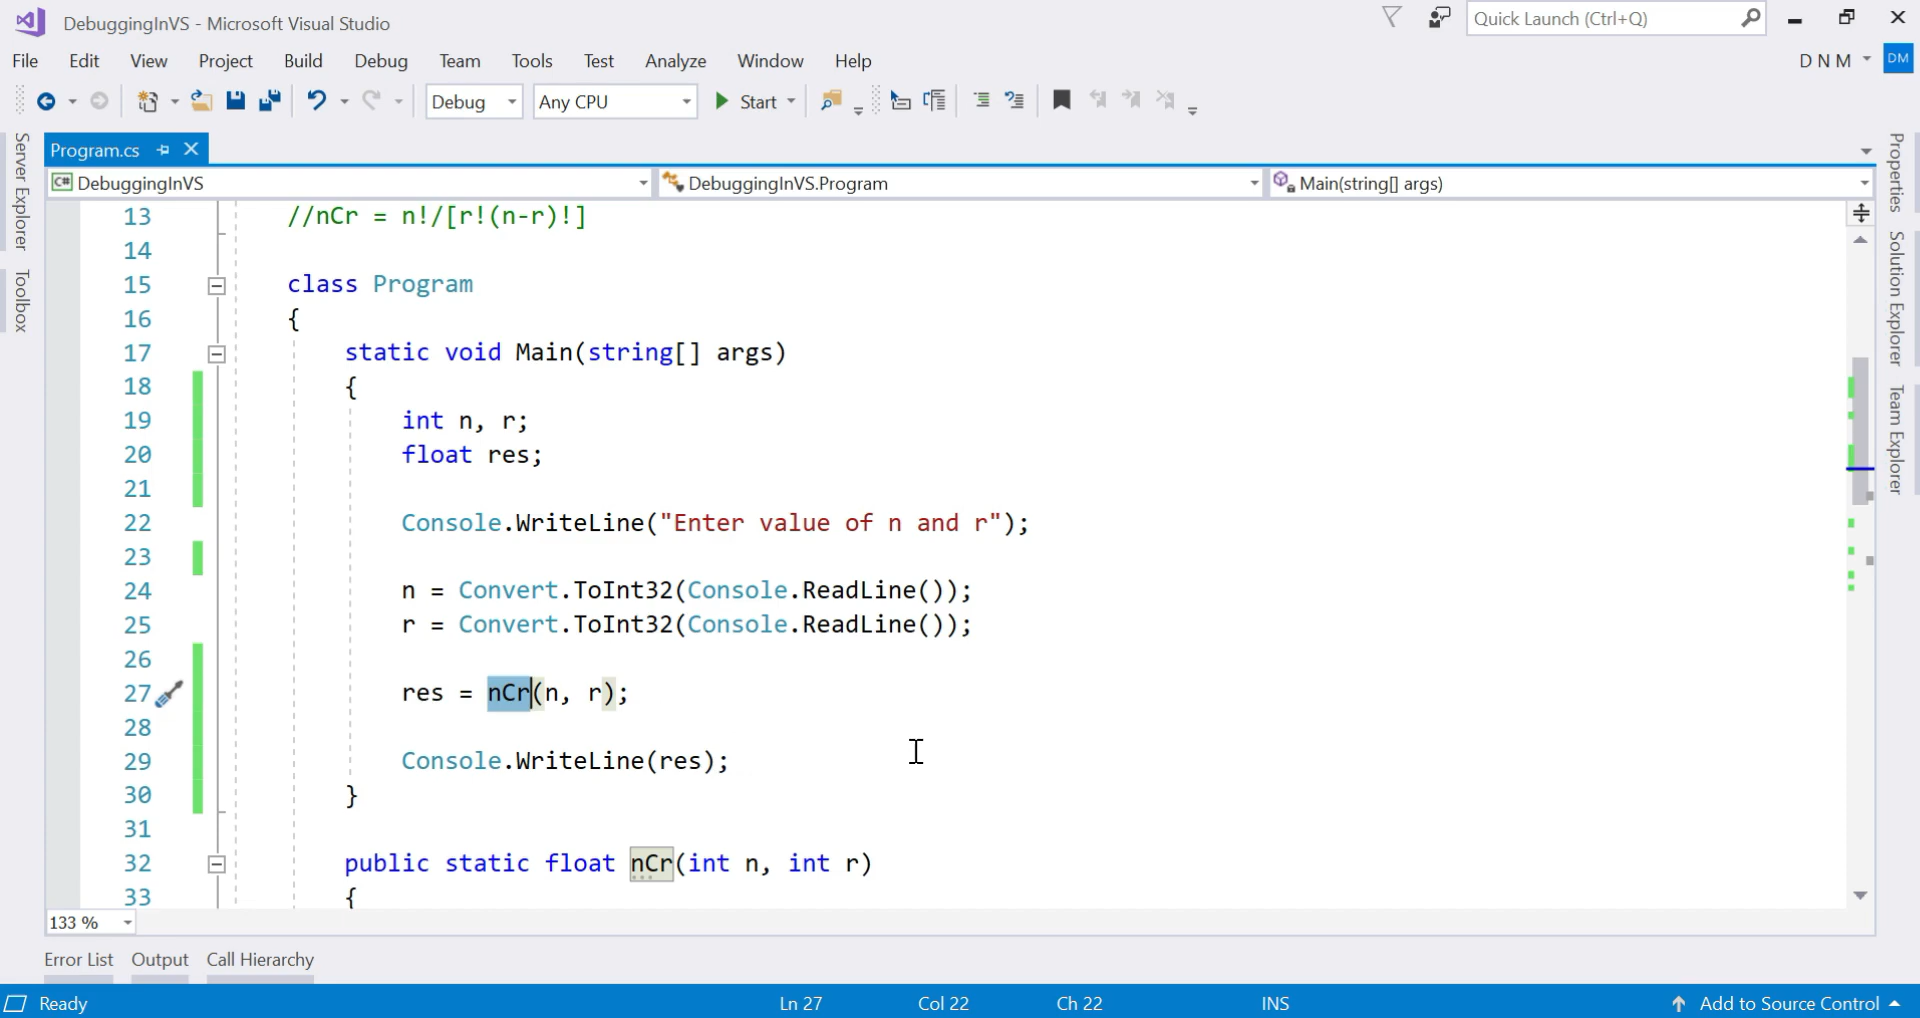 DebuggingInVS - Microsoft Visual Studio
Quick Launch (Ctrl+Q)
File Edit View Project Build Debug Team Tools Test Analyze Window Help
D N M DM
Debug Any CPU Start
Server Explorer
Toolbox
Program.cs
C# DebuggingInVS DebuggingInVS.Program Main(string[] args)
13 //nCr = n!/[r!(n-r)!]
14
15 class Program
16 {
17 static void Main(string[] args)
18 {
19 int n, r;
20 float res;
21
22 Console.WriteLine("Enter value of n and r");
23
24 n = Convert.ToInt32(Console.ReadLine());
25 r = Convert.ToInt32(Console.ReadLine());
26
27 res = nCr(n, r);
28
29 Console.WriteLine(res);
30 }
31
32 public static float nCr(int n, int r)
33 {
Properties
Solution Explorer
Team Explorer
133 %
Error List Output Call Hierarchy
Ready Ln 27 Col 22 Ch 22 INS Add to Source Control